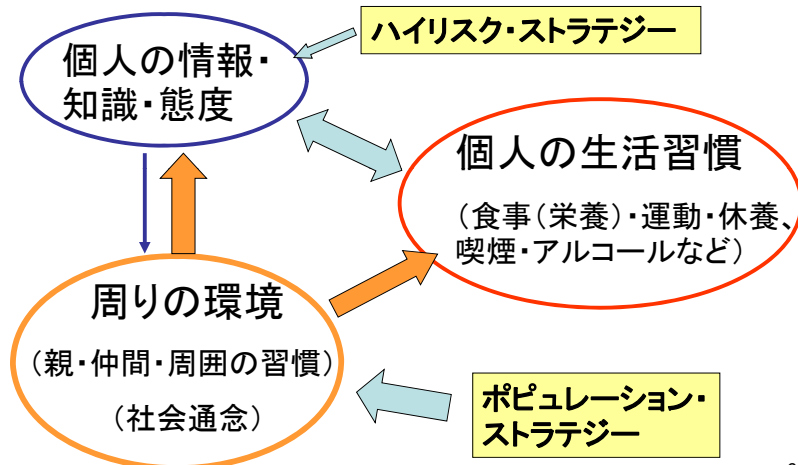 ハイリスク・ストラテジー
個人の情報・
知識・態度
個人の生活習慣
（食事（栄養）・運動・休養、
喫煙・アルコールなど）
周りの環境
（親・仲間・周囲の習慣）
（社会通念）
ポピュレーション・
ストラテジー